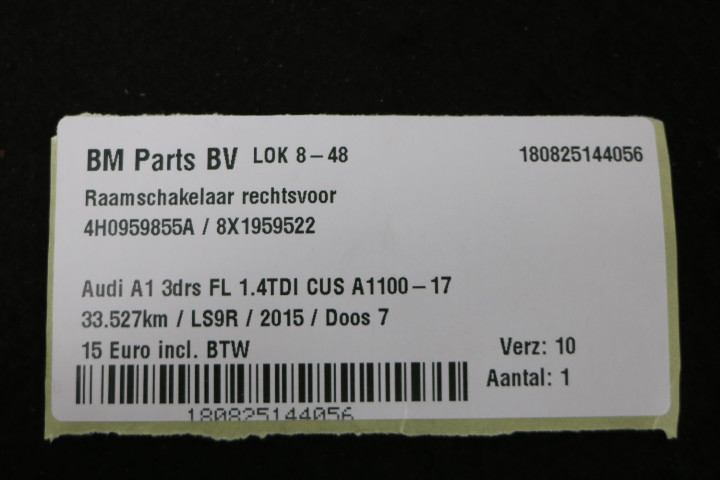 BM Parts BV LOK 8-48 180825144056
Raamschakelaar rechtsvoor
4H0959855A / 8X1959522
Audi A1 3drs FL 1.4TDI CUS A1100-17
33.527km / LS9R / 2015 / Doos 7
15 Euro incl. BTW Verz: 10
Aantal: 1
180825144056